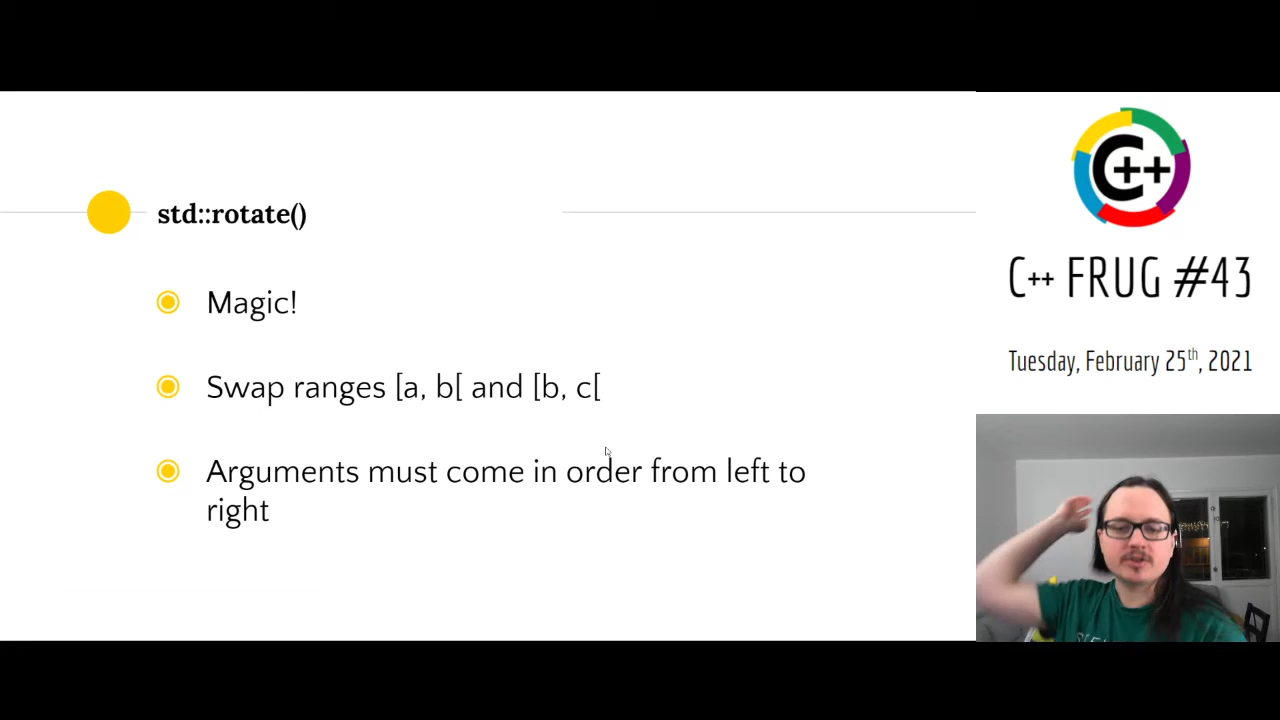 std::rotate()
Magic!
Swap ranges [a, b[ and [b, c[
Arguments must come in order from left to
right
C++
C++ FRUG #43
Tuesday, February 25th, 2021